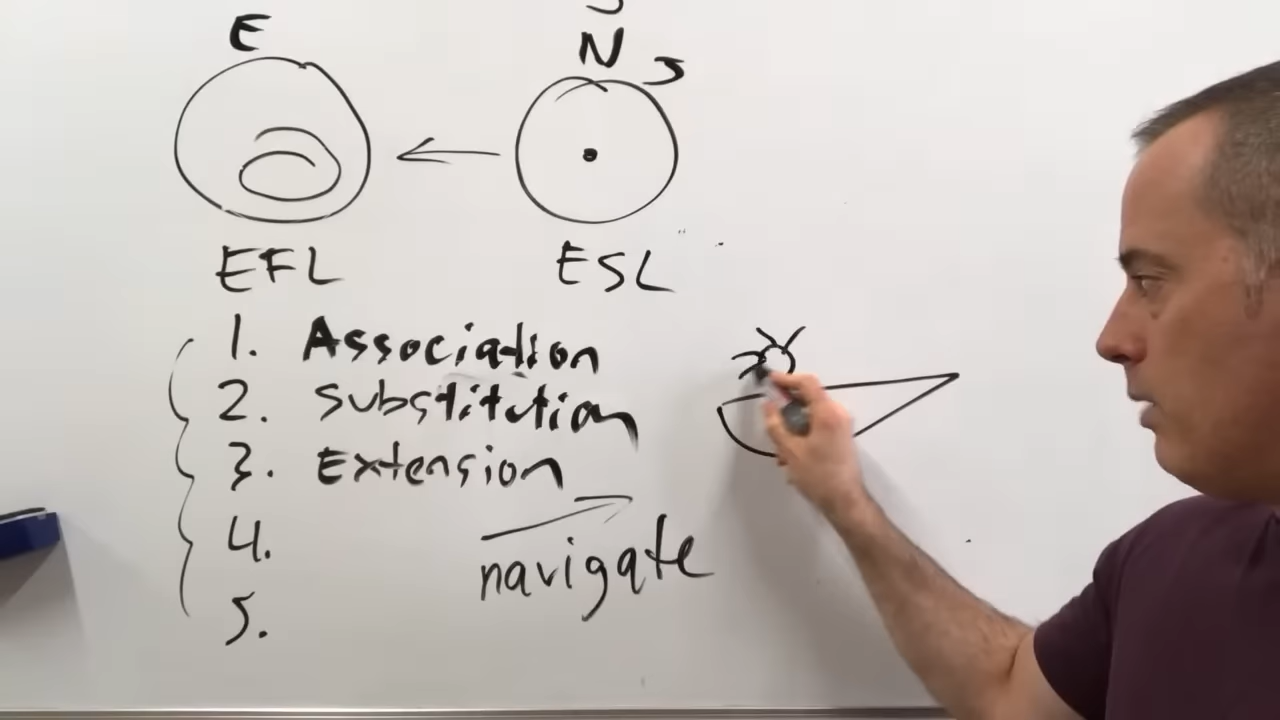 E
N S
EFL
ESL
1. Association
2. Substitution
3. Extension
4.
navigate
5.